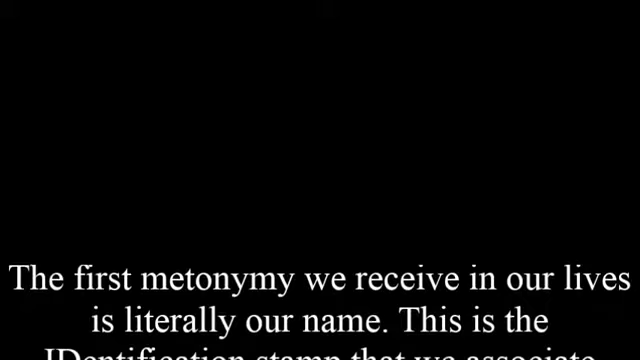 The first metonymy we receive in our lives
is literally our name. This is the
IDentification stamp that we associate